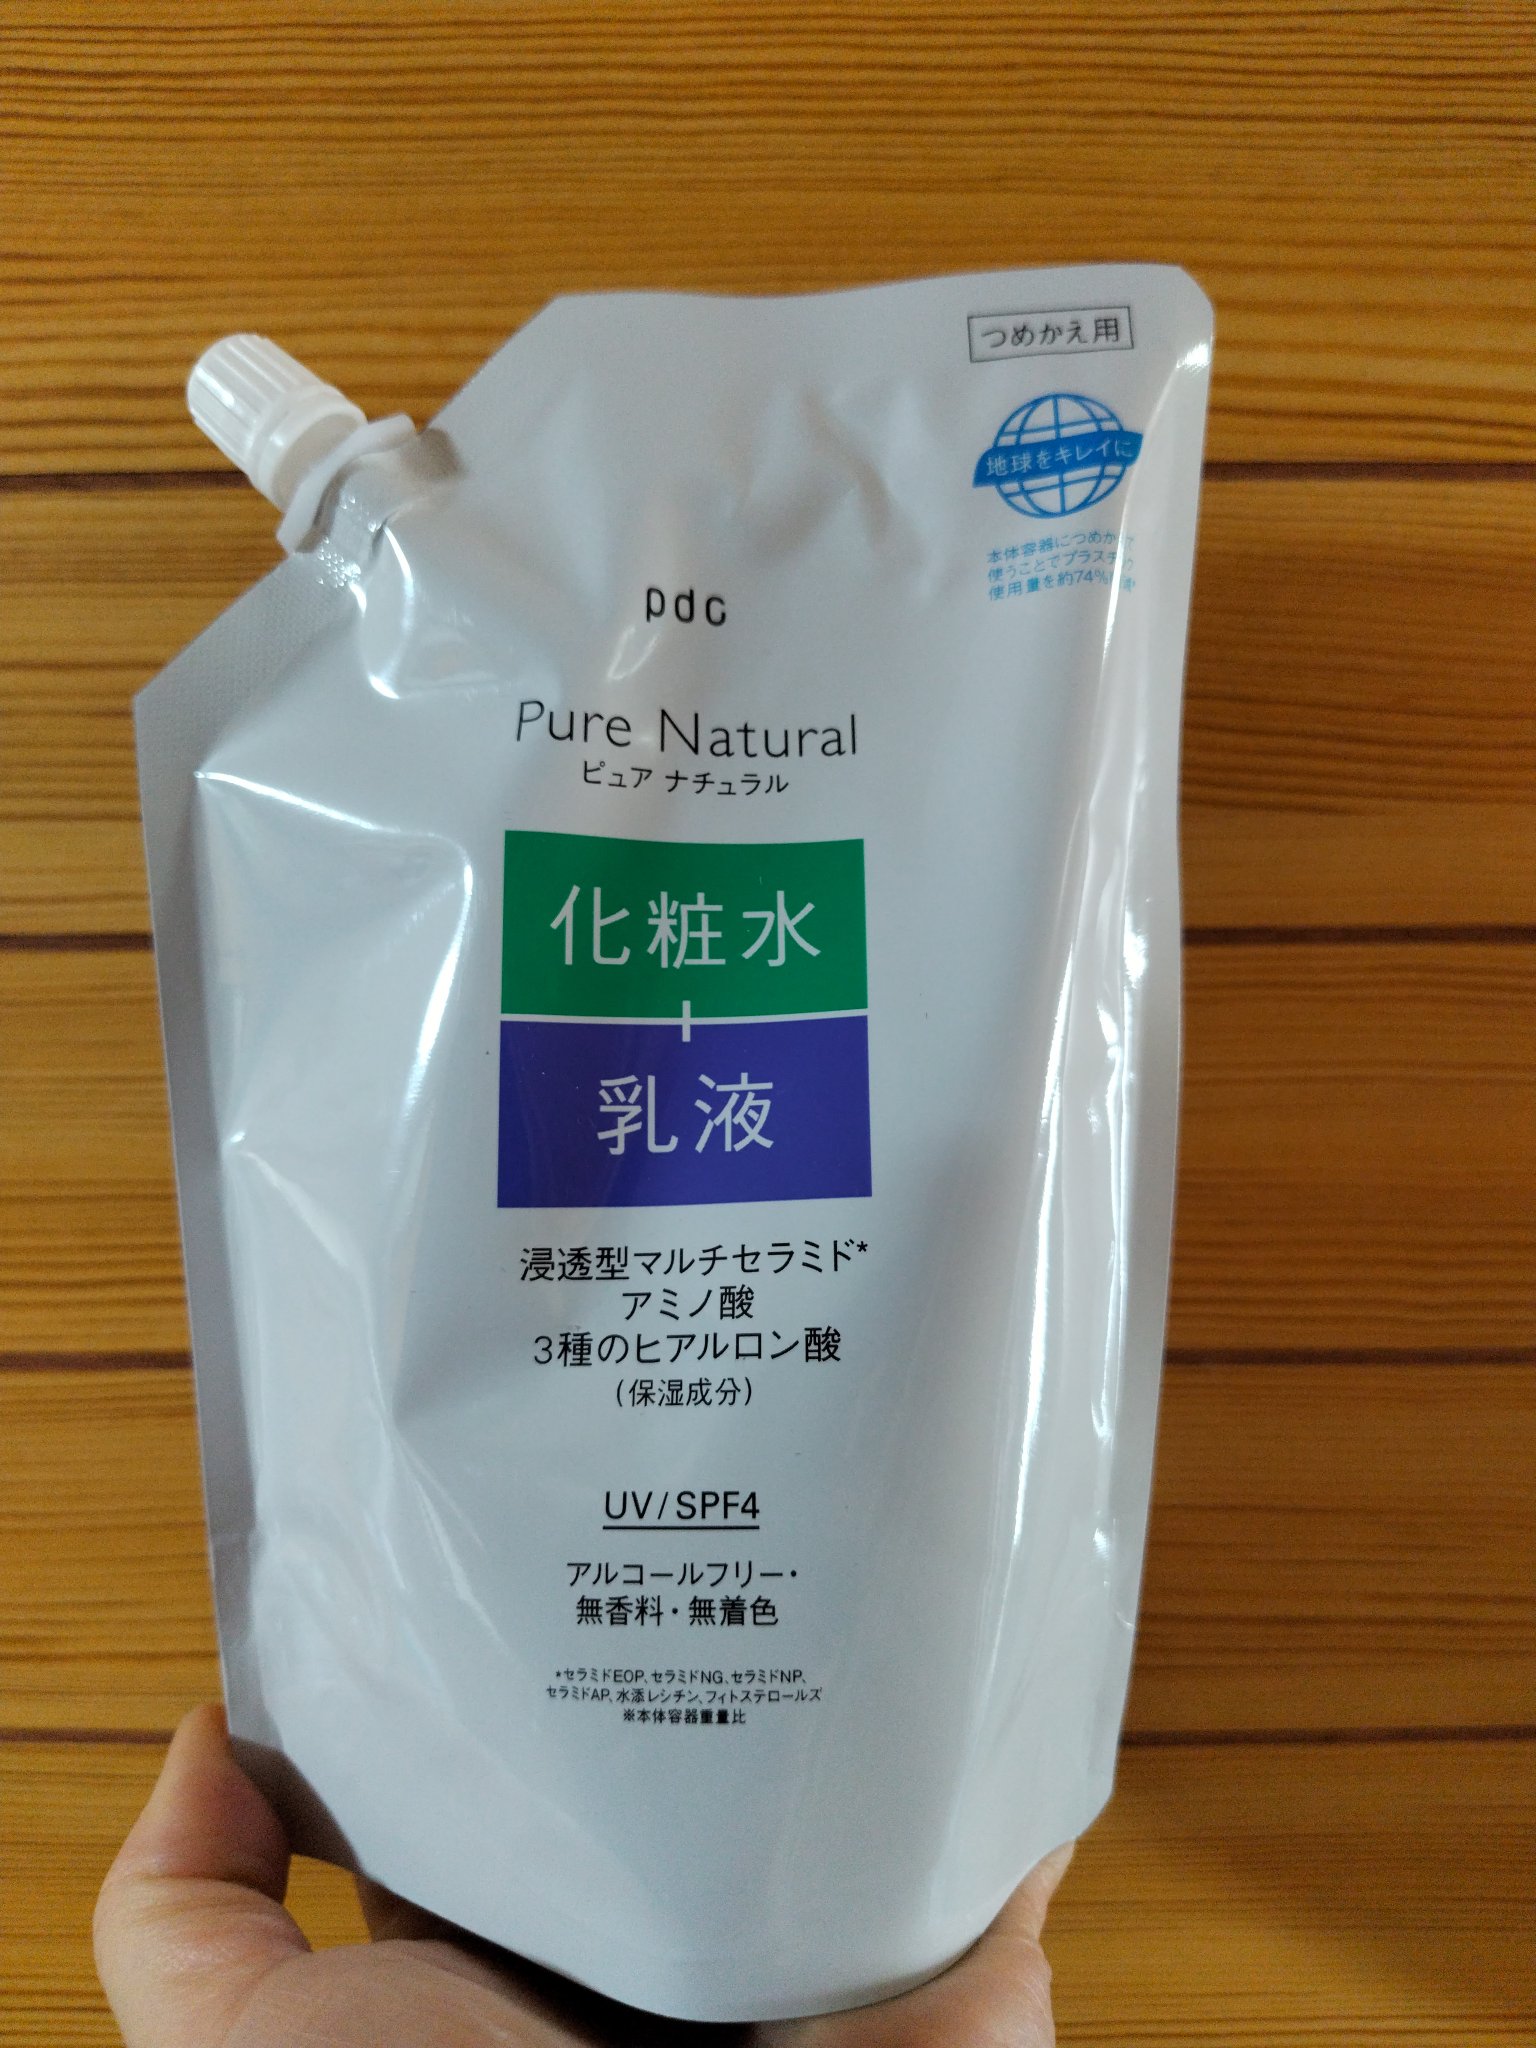 つめかえ用
地球をキレイに
本体容器につめかえて
使うことでプラスチック
使用量を約74%
pdc
Pure Natural
ピュア ナチュラル
化粧水
+
乳液
浸透型マルチセラミド*
アミノ酸
3種のヒアルロン酸
(保湿成分)
UV/SPF4
アルコールフリー・
無香料・無着色
*セラミドEOP、セラミドNG、セラミドNP、
セラミドAP、水添レシチン、フィトステロールズ
※本体容器重量比